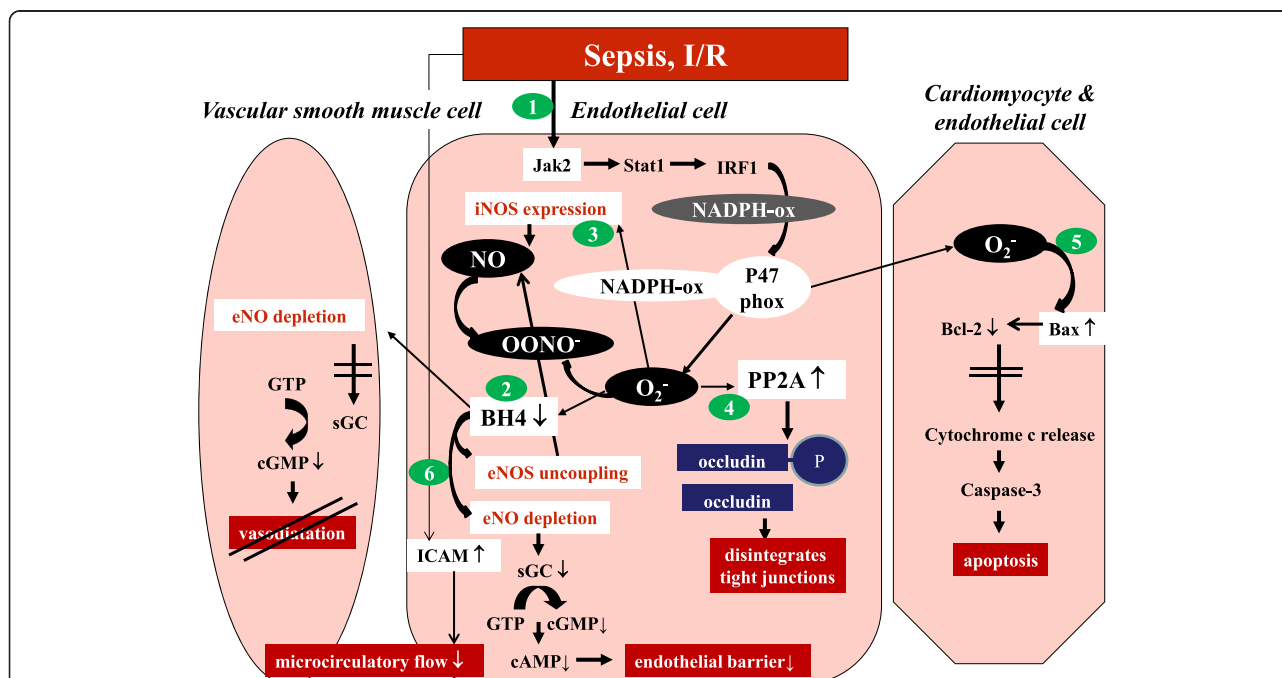 Sepsis, I/R
Vascular smooth muscle cell
1
Endothelial cell
Cardiomyocyte &
endothelial cell
Jak2
Stat1
IRF1
NADPH-ox
iNOS expression
3
NO
NADPH-ox
P47
phox
O₂⁻
5
eNO depletion
OONO⁻
Bcl-2 ↓
Bax ↑
GTP
sGC
cGMP ↓
vasodiatation
2
BH4 ↓
O₂⁻
4
PP2A ↑
6
eNOS uncoupling
eNO depletion
occludin
P
occludin
Cytochrome c release
Caspase-3
apoptosis
ICAM ↑
sGC ↓
disintegrates
tight junctions
GTP
cGMP↓
microcirculatory flow ↓
cAMP↓
endothelial barrier↓